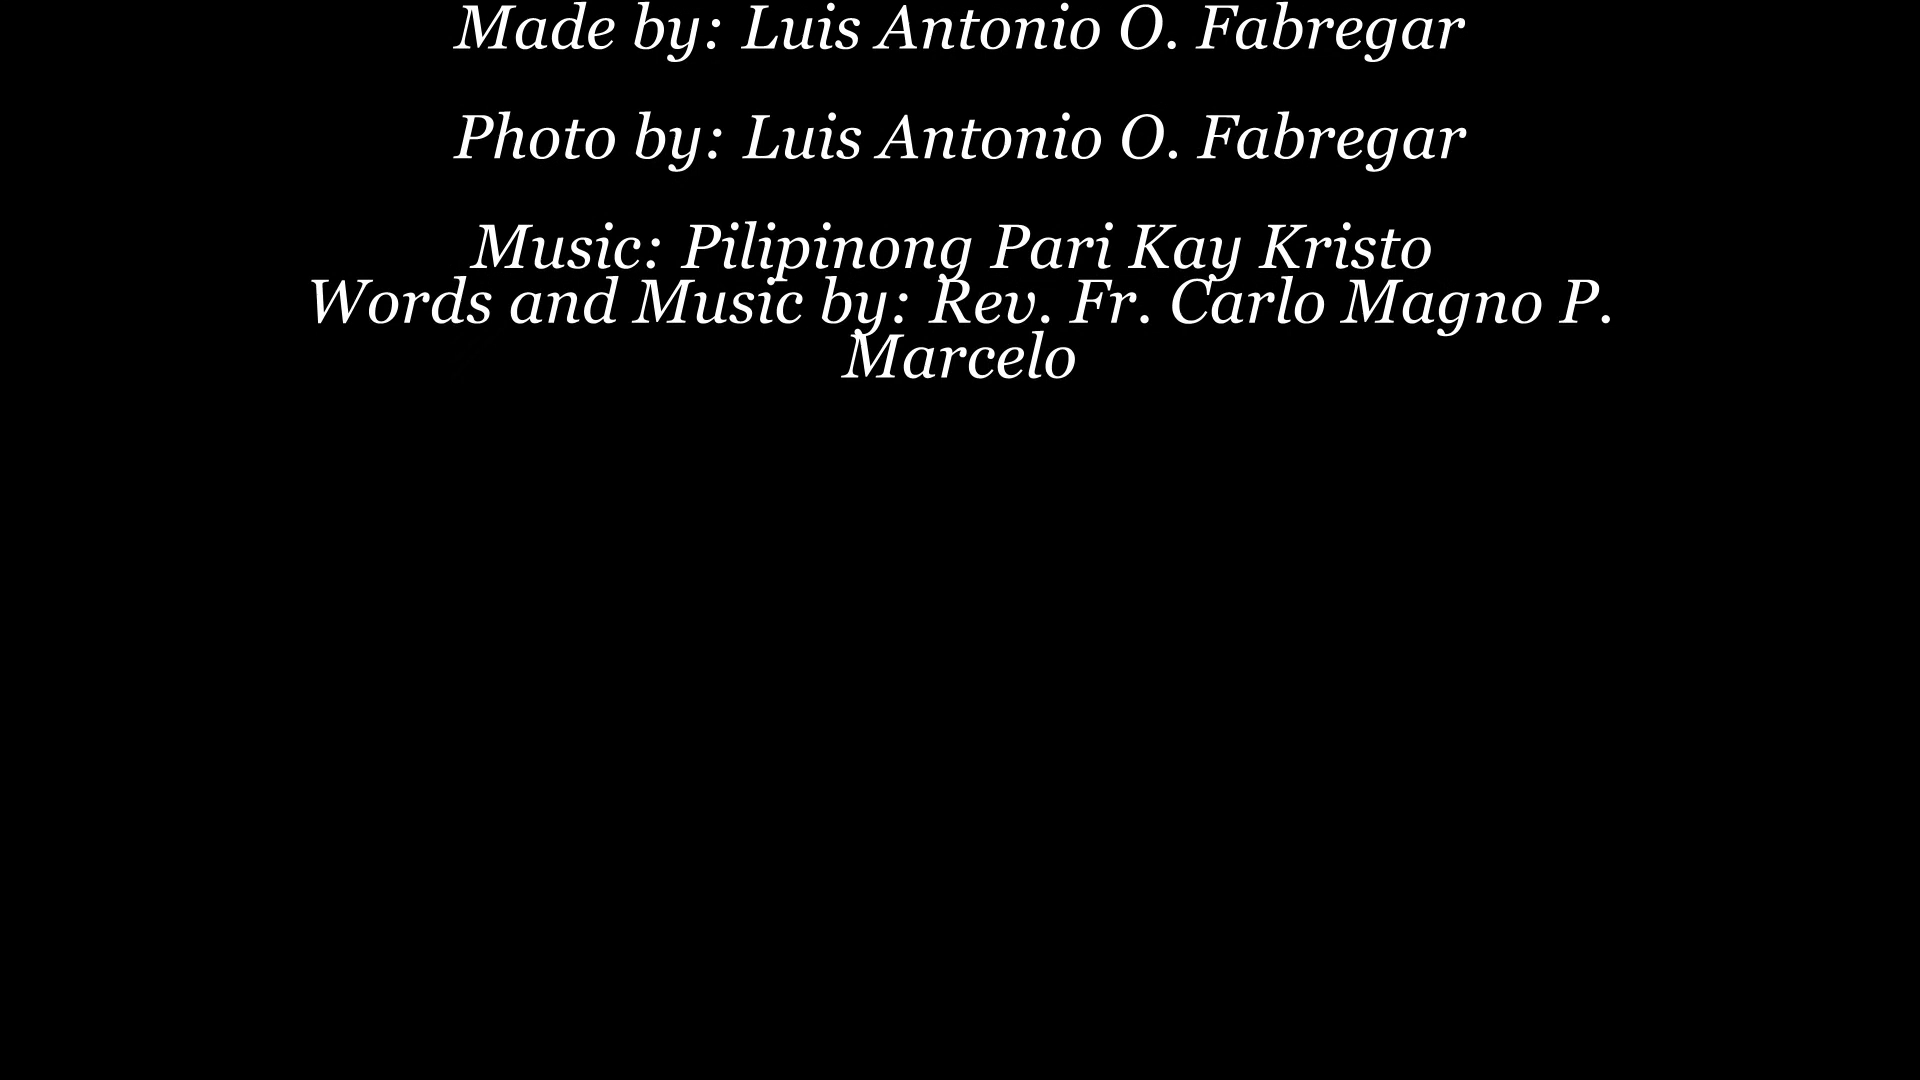 Made by: Luis Antonio O. Fabregar
Photo by: Luis Antonio O. Fabregar
Music: Pilipinong Pari Kay Kristo
Words and Music by: Rev. Fr. Carlo Magno P.
Marcelo